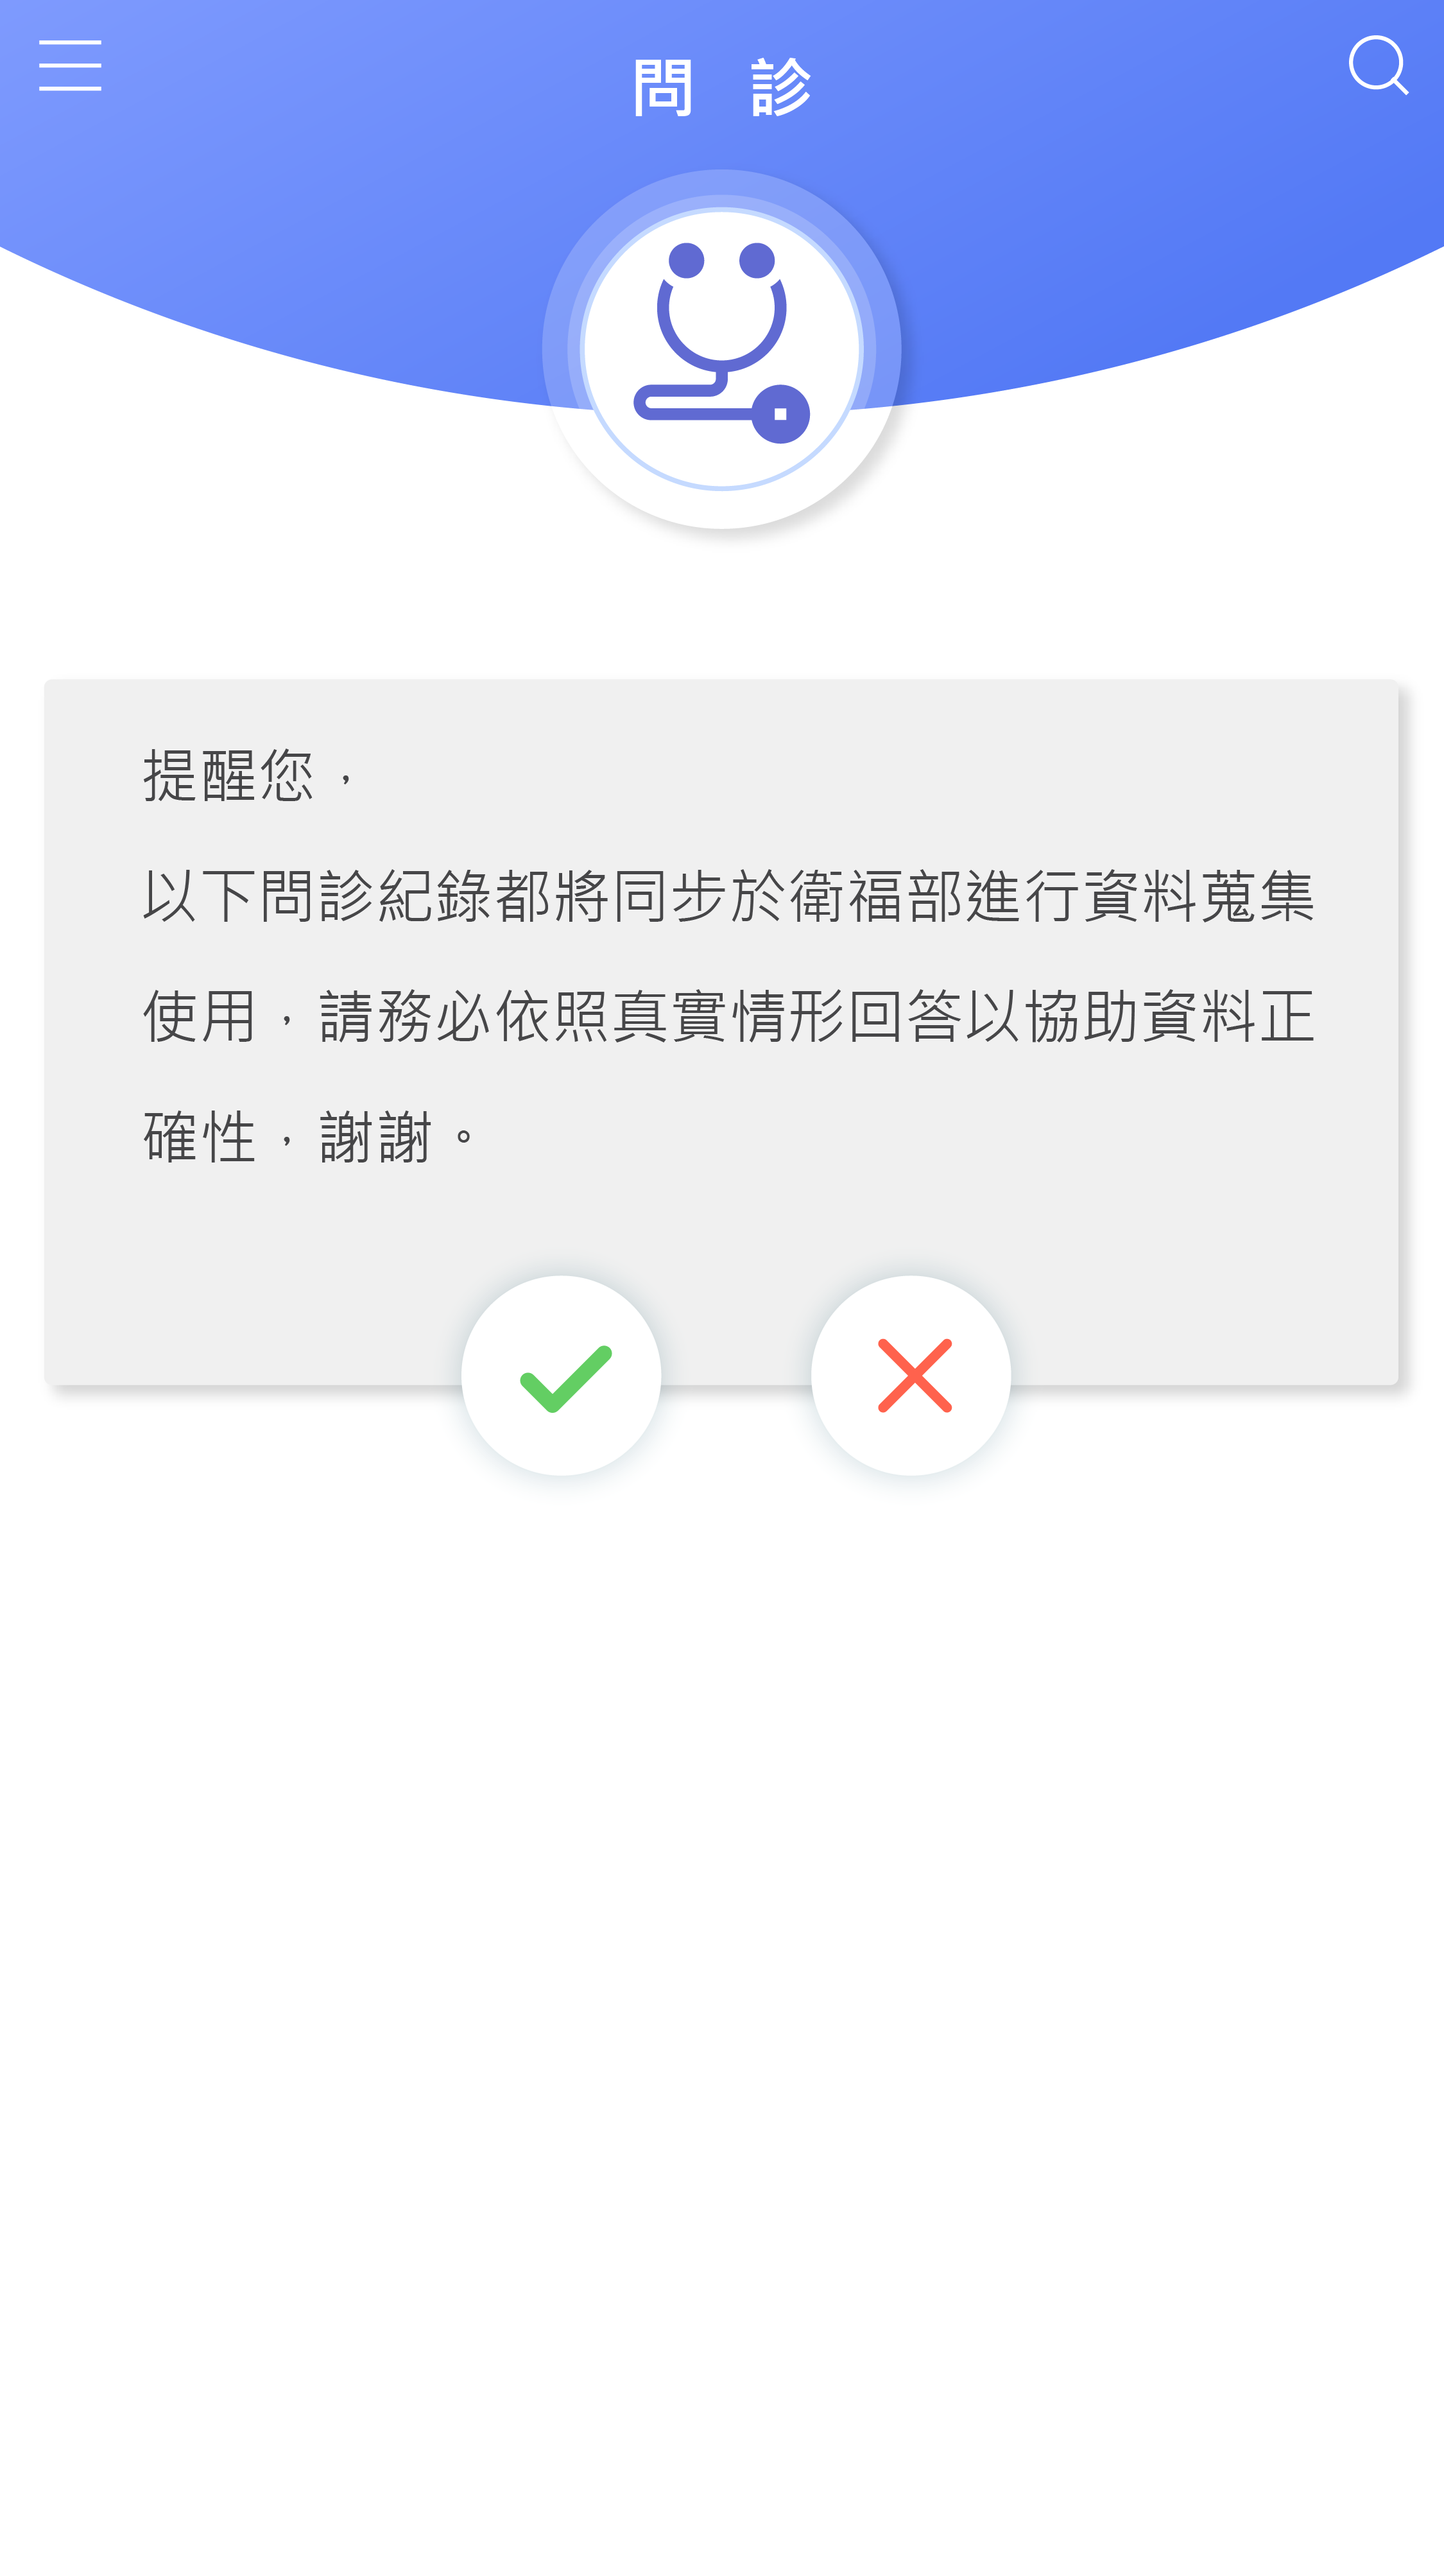 問 診
提醒您，
以下問診紀錄都將同步於衛福部進行資料蒐集
使用，請務必依照真實情形回答以協助資料正
確性，謝謝。